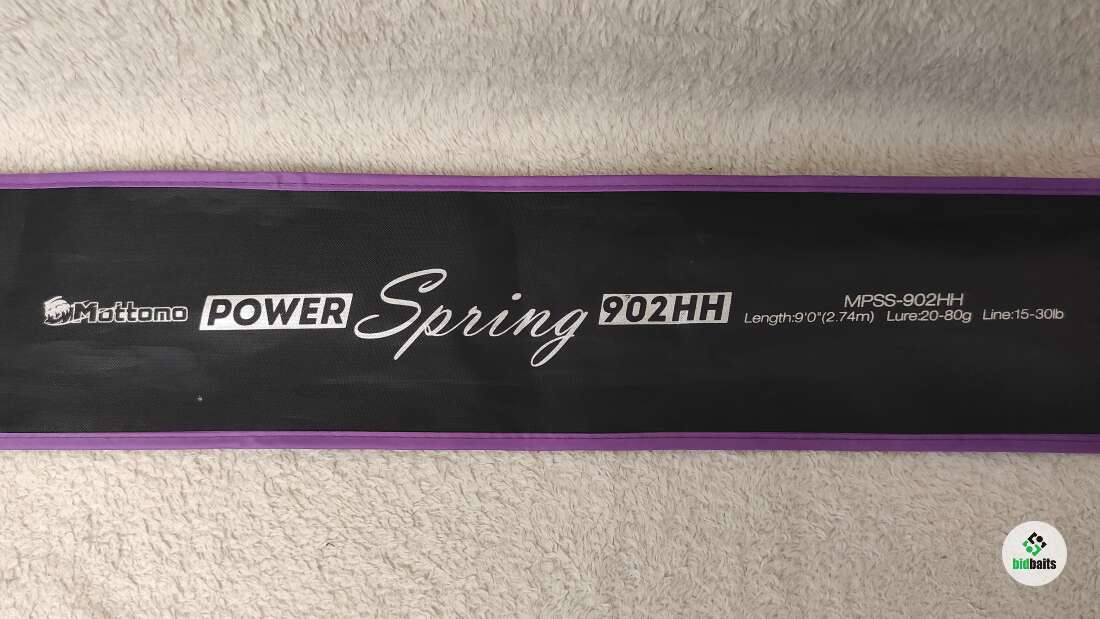 Mottomo POWER Spring 902HH
MPSS-902HH
Length:9'0"(2.74m) Lure:20-80g Line:15-30lb
bidbaits